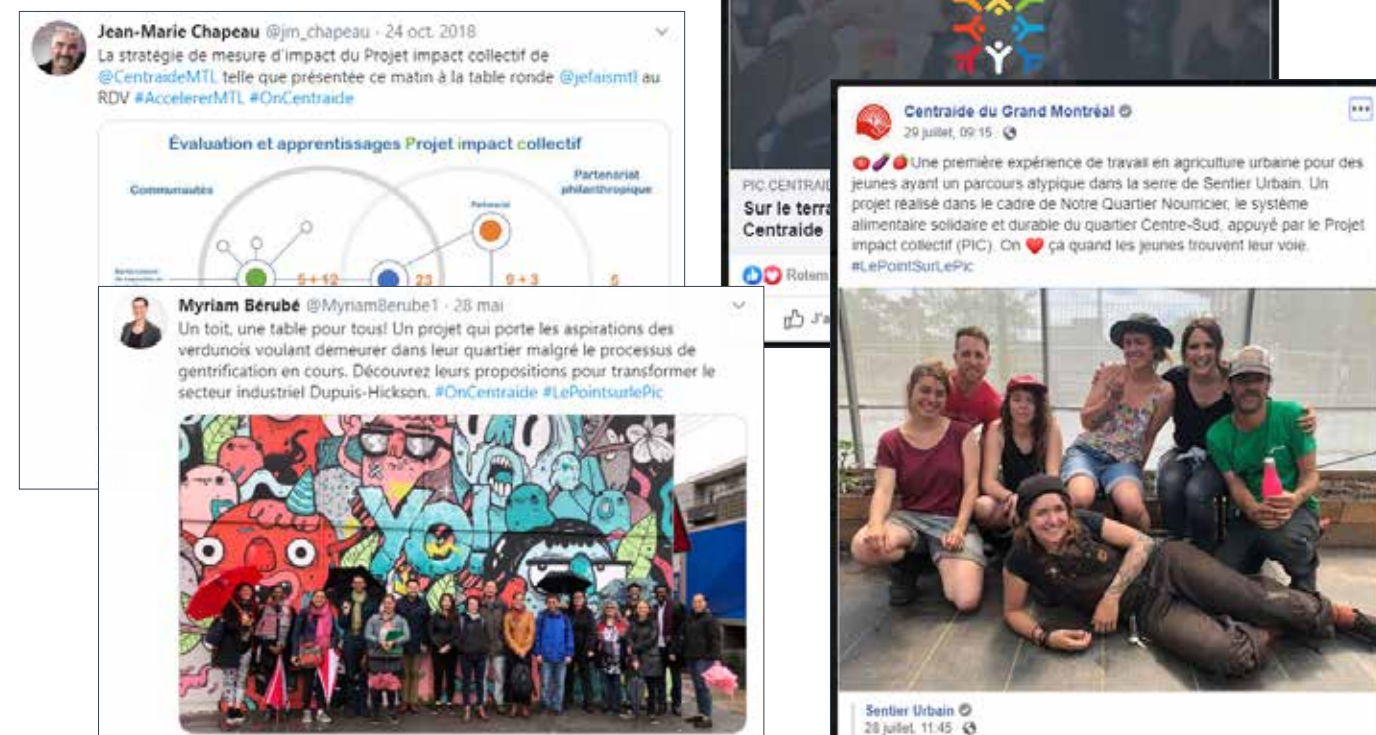 Jean-Marie Chapeau @jm_chapeau · 24 oct. 2018
La stratégie de mesure d'impact du Projet impact collectif de
@CentraideMTL telle que présentée ce matin à la table ronde @jefaismtl au
RDV #AccelererMTL #OnCentraide
Évaluation et apprentissages Projet impact collectif
Communautés
Partenariat
philanthropique
Partenariat
5 + 12
23
9 + 3
6
Myriam Bérubé @MyriamBerube1 · 28 mai
Un toit, une table pour tous! Un projet qui porte les aspirations des
verdunois voulant demeurer dans leur quartier malgré le processus de
gentrification en cours. Découvrez leurs propositions pour transformer le
secteur industriel Dupuis-Hickson. #OnCentraide #LePointsurlePic
YO!
PIC.CENTRAID
Sur le terra
Centraide
Rotem
J'a
Centraide du Grand Montréal
29 juillet, 09:15
🍅🍆🍅 Une première expérience de travail en agriculture urbaine pour des
jeunes ayant un parcours atypique dans la serre de Sentier Urbain. Un
projet réalisé dans le cadre de Notre Quartier Nourricier, le système
alimentaire solidaire et durable du quartier Centre-Sud, appuyé par le Projet
impact collectif (PIC). On ❤️ ça quand les jeunes trouvent leur voie.
#LePointSurLePic
Sentier Urbain
28 juillet, 11:45